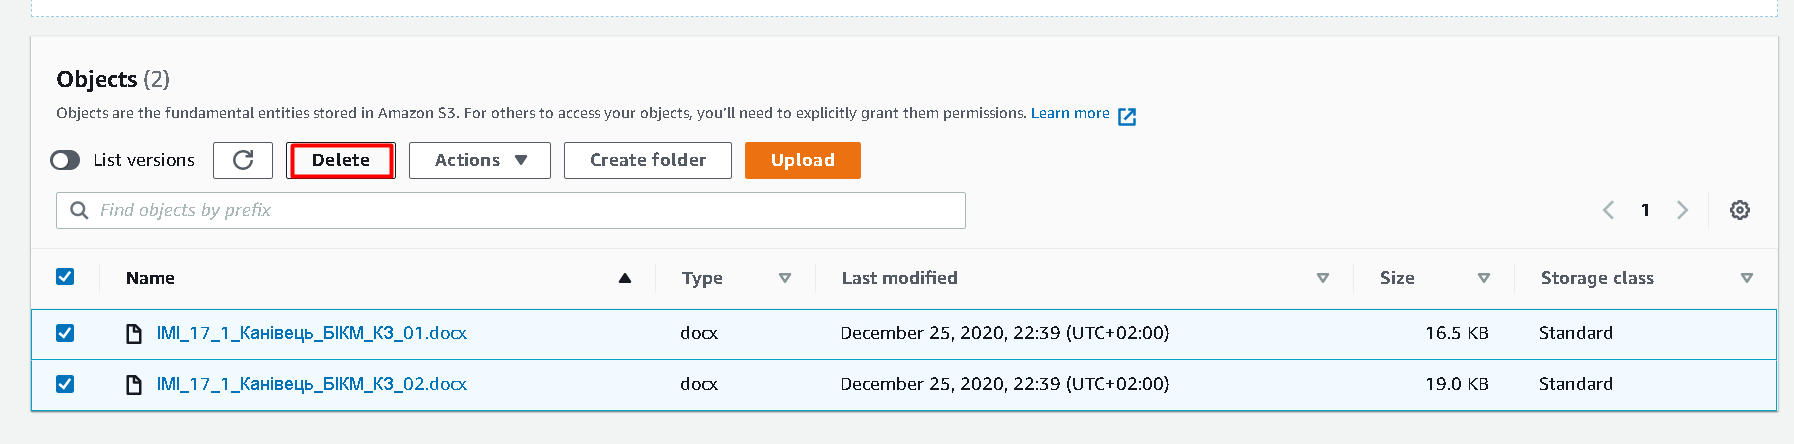 Objects (2)
Objects are the fundamental entities stored in Amazon S3. For others to access your objects, you'll need to explicitly grant them permissions. Learn more
List versions Delete Actions Create folder Upload
Find objects by prefix 1
Name Type Last modified Size Storage class
ІМІ_17_1_Канівець_БІКМ_КЗ_01.docx docx December 25, 2020, 22:39 (UTC+02:00) 16.5 KB Standard
ІМІ_17_1_Канівець_БІКМ_КЗ_02.docx docx December 25, 2020, 22:39 (UTC+02:00) 19.0 KB Standard